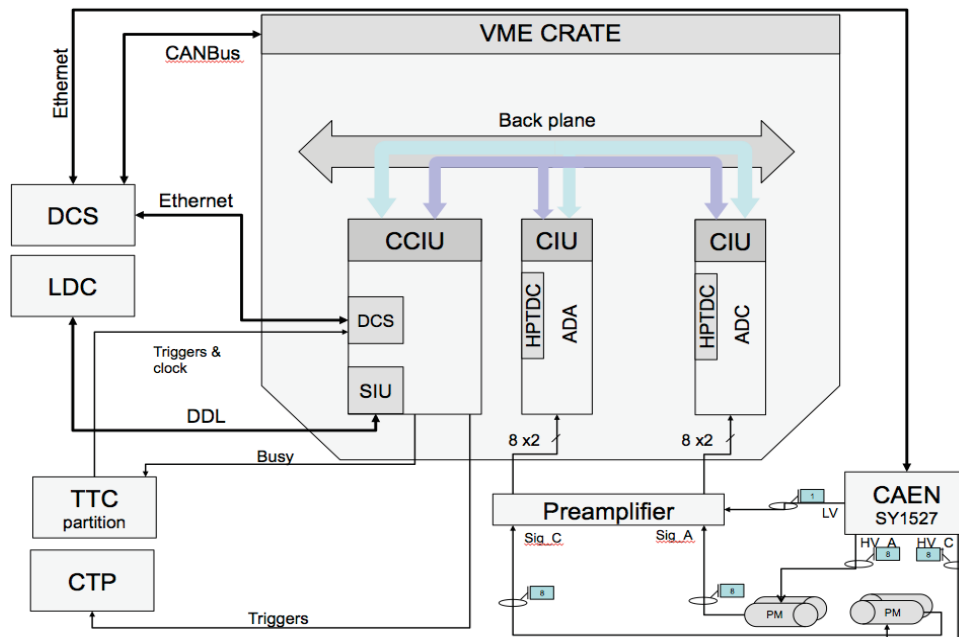 VME CRATE
CANBus
Ethernet
Back plane
DCS
Ethernet
CCIU
CIU
CIU
LDC
HPTDC
ADA
HPTDC
ADC
DCS
Triggers &
clock
SIU
DDL
8 x2
8 x2
Busy
TTC
partition
Preamplifier
1
LV
CAEN
SY1527
Sig_C
Sig_A
HV_A
HV_C
8
8
CTP
8
PM
PM
Triggers